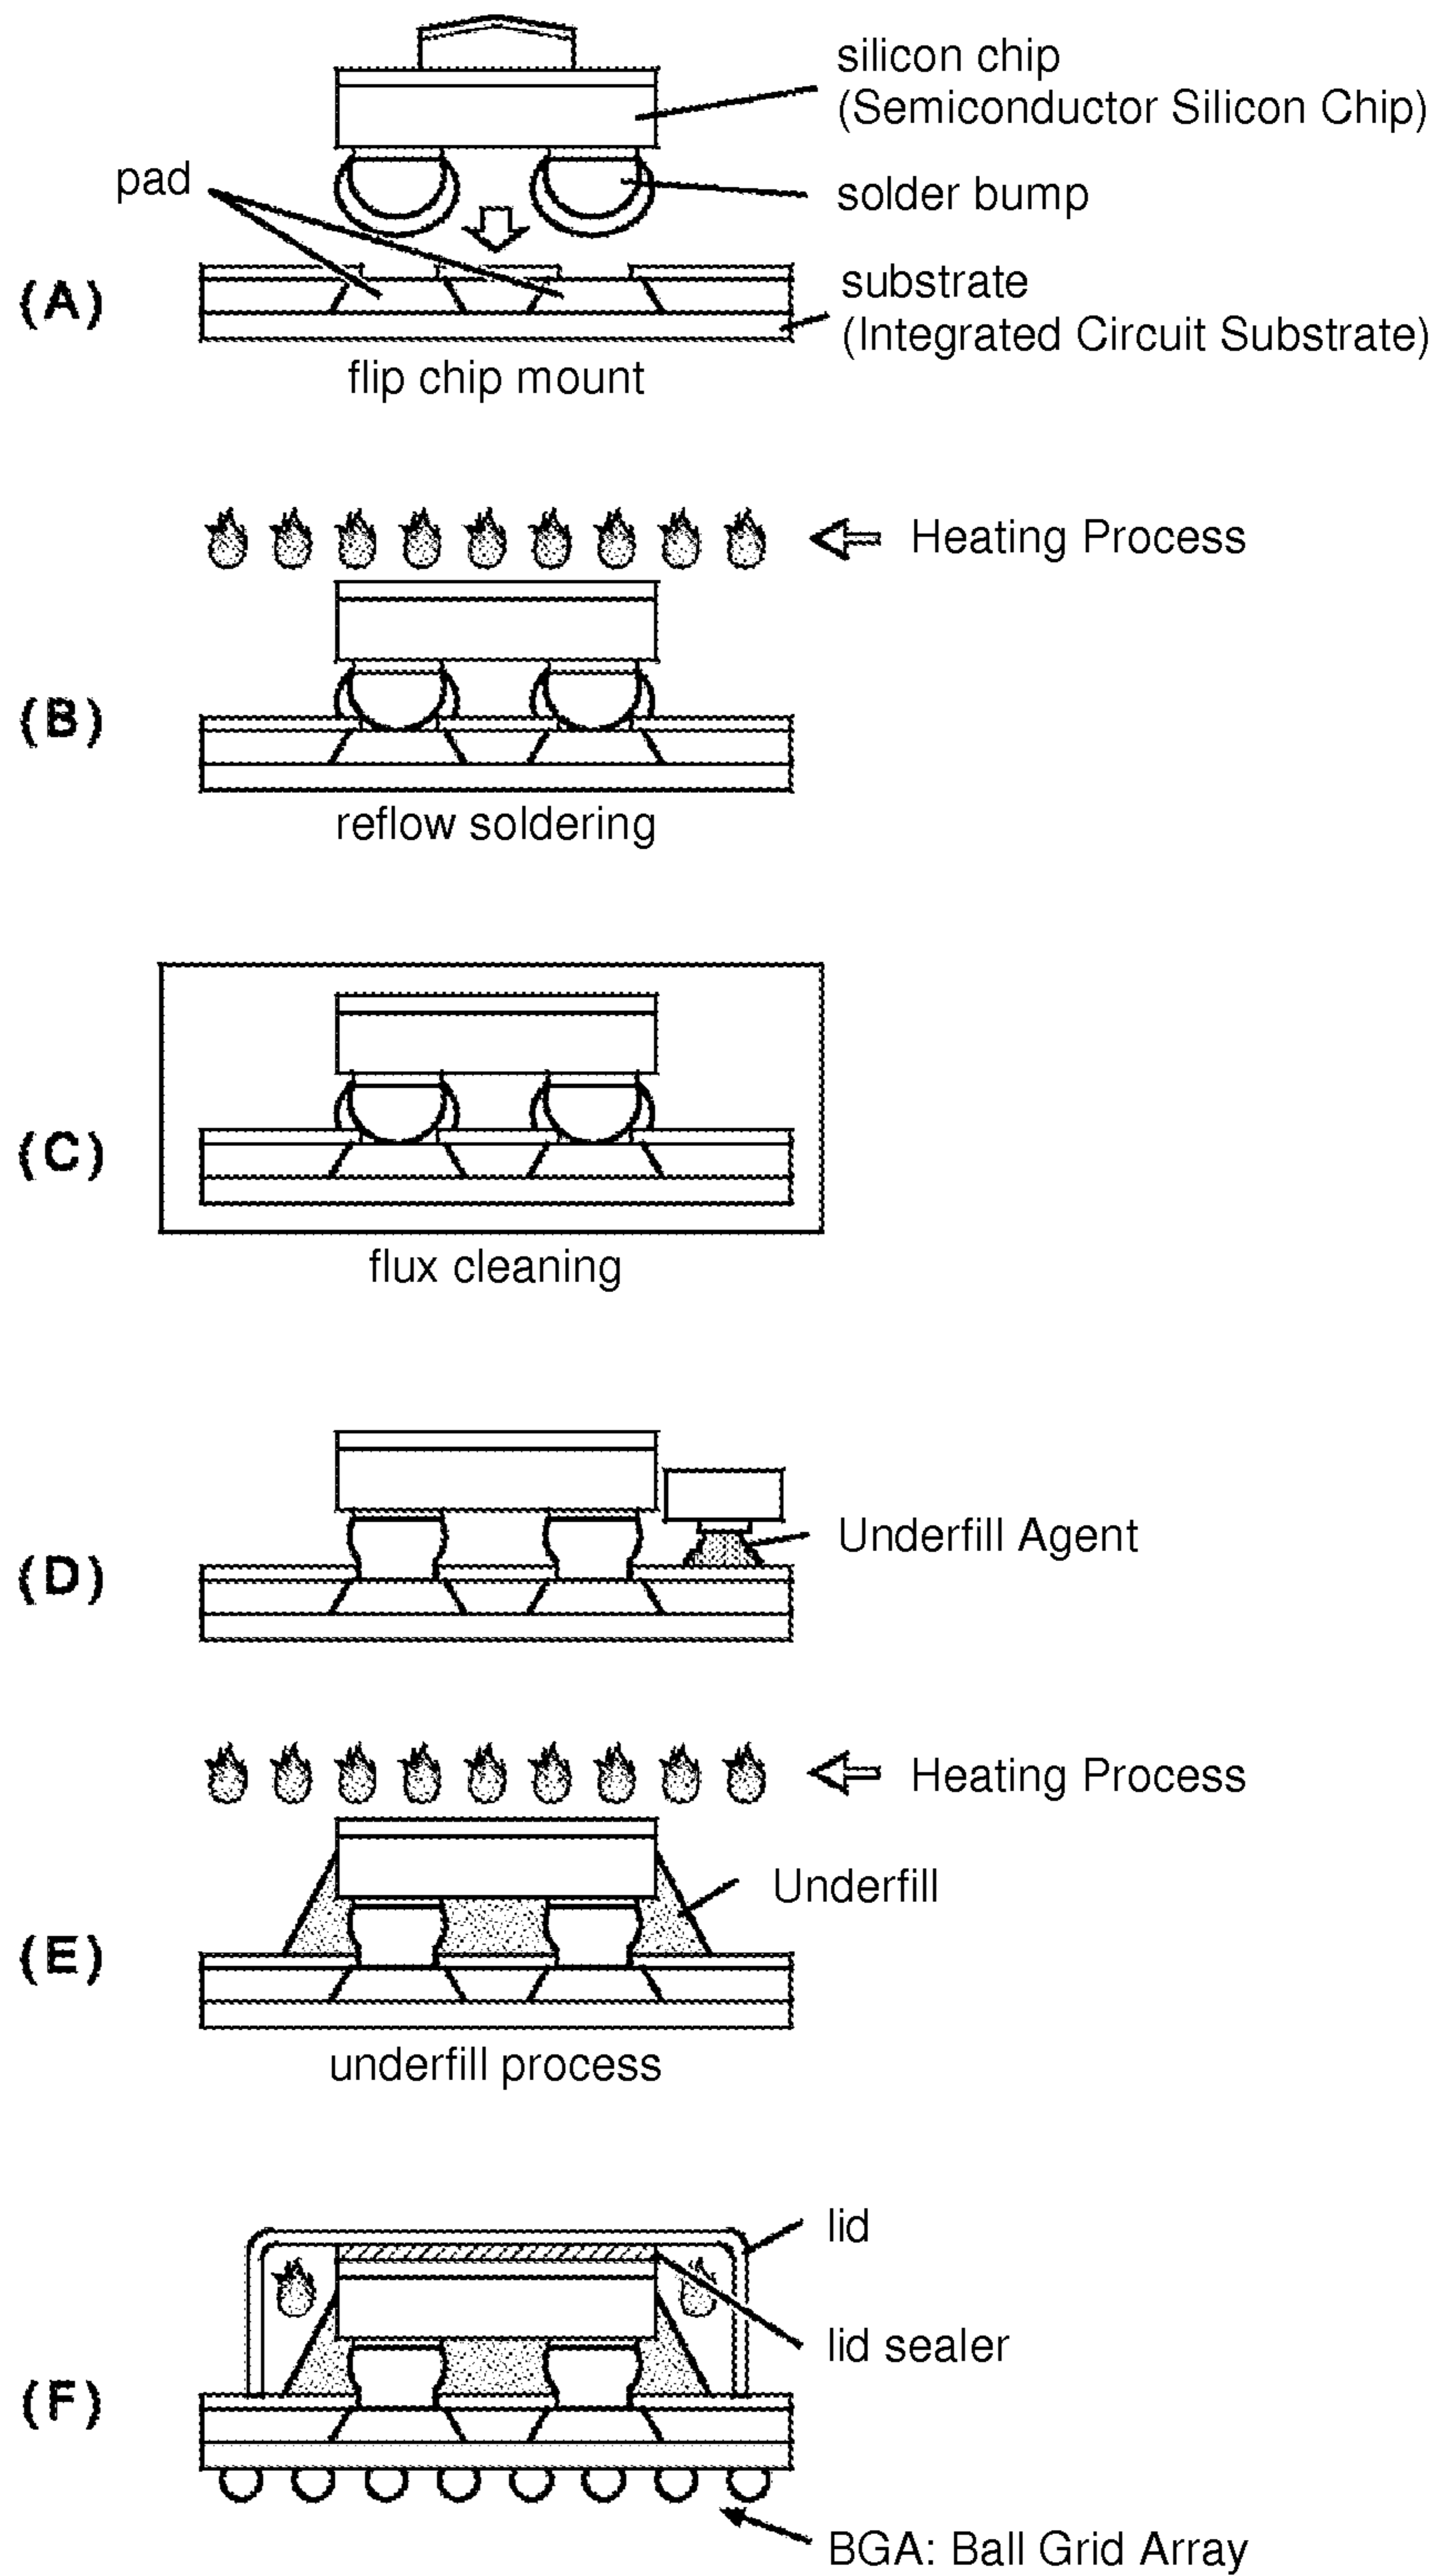 silicon chip
(Semiconductor Silicon Chip)
pad
solder bump
(A)
substrate
(Integrated Circuit Substrate)
flip chip mount
Heating Process
(B)
reflow soldering
(C)
flux cleaning
Underfill Agent
(D)
Heating Process
Underfill
(E)
underfill process
lid
lid sealer
(F)
BGA: Ball Grid Array